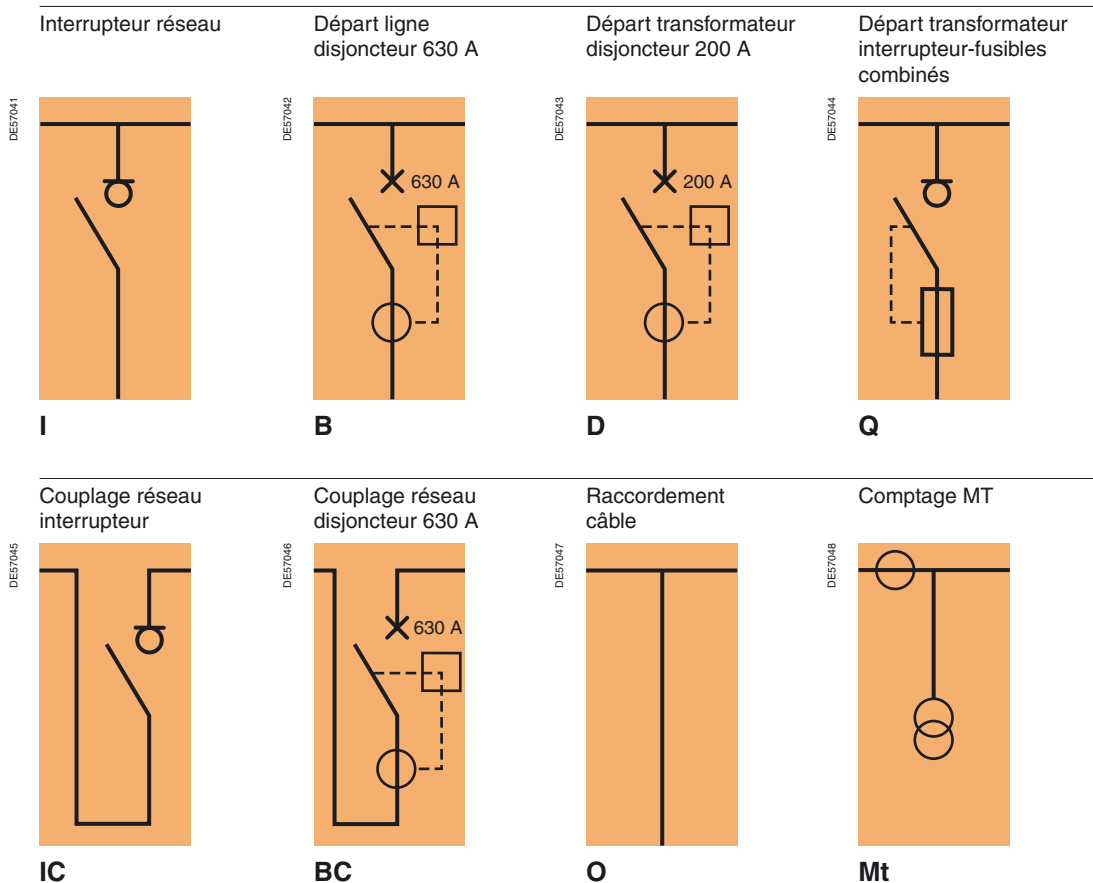 Interrupteur réseau
Départ ligne
disjoncteur 630 A
Départ transformateur
disjoncteur 200 A
Départ transformateur
interrupteur-fusibles
combinés
DE57041
DE57042
630 A
DE57043
200 A
DE57044
I
B
D
Q
Couplage réseau
interrupteur
Couplage réseau
disjoncteur 630 A
Raccordement
câble
Comptage MT
DE57045
DE57046
630 A
DE57047
DE57048
IC
BC
O
Mt